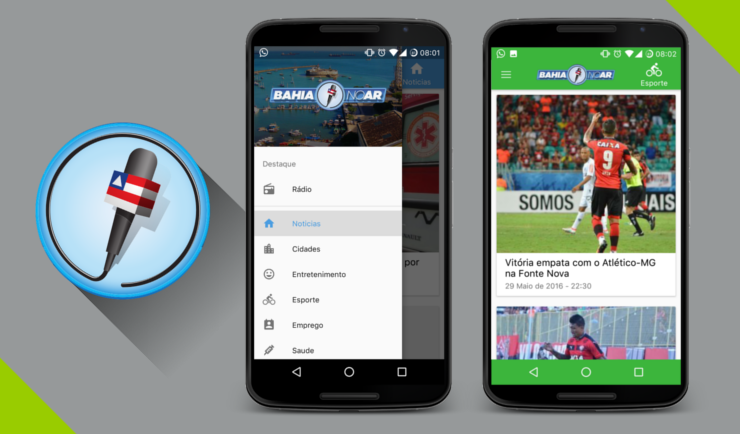 08:01
Notícias
BAHIA NO AR
Destaque
Rádio
Notícias
Cidades
Entretenimento
Esporte
Emprego
Saude
por
08:02
BAHIA NO AR
Esporte
CAIXA
9
SOMOS
MAIS
Vitória empata com o Atlético-MG
na Fonte Nova
29 Maio de 2016 - 22:30